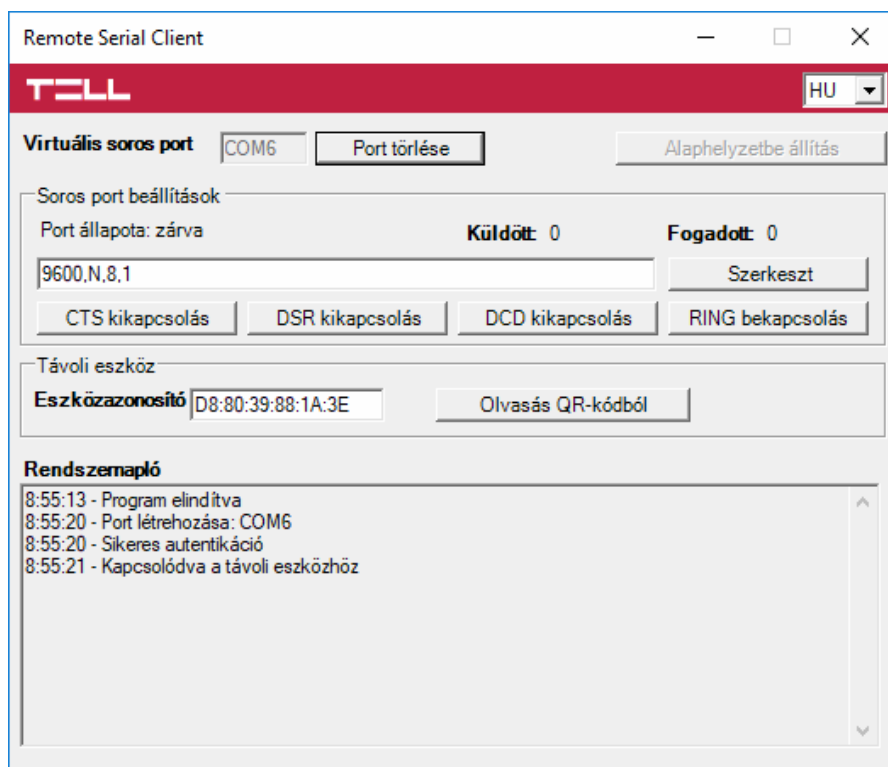 Remote Serial Client
TELL
HU
Virtuális soros port COM6 Port törlése Alaphelyzetbe állítás
Soros port beállítások
Port állapota: zárva Küldött: 0 Fogadott: 0
9600,N,8,1 Szerkeszt
CTS kikapcsolás DSR kikapcsolás DCD kikapcsolás RING bekapcsolás
Távoli eszköz
Eszközazonosító D8:80:39:88:1A:3E Olvasás QR-kódból
Rendszernapló
8:55:13 - Program elindítva
8:55:20 - Port létrehozása: COM6
8:55:20 - Sikeres autentikáció
8:55:21 - Kapcsolódva a távoli eszközhöz